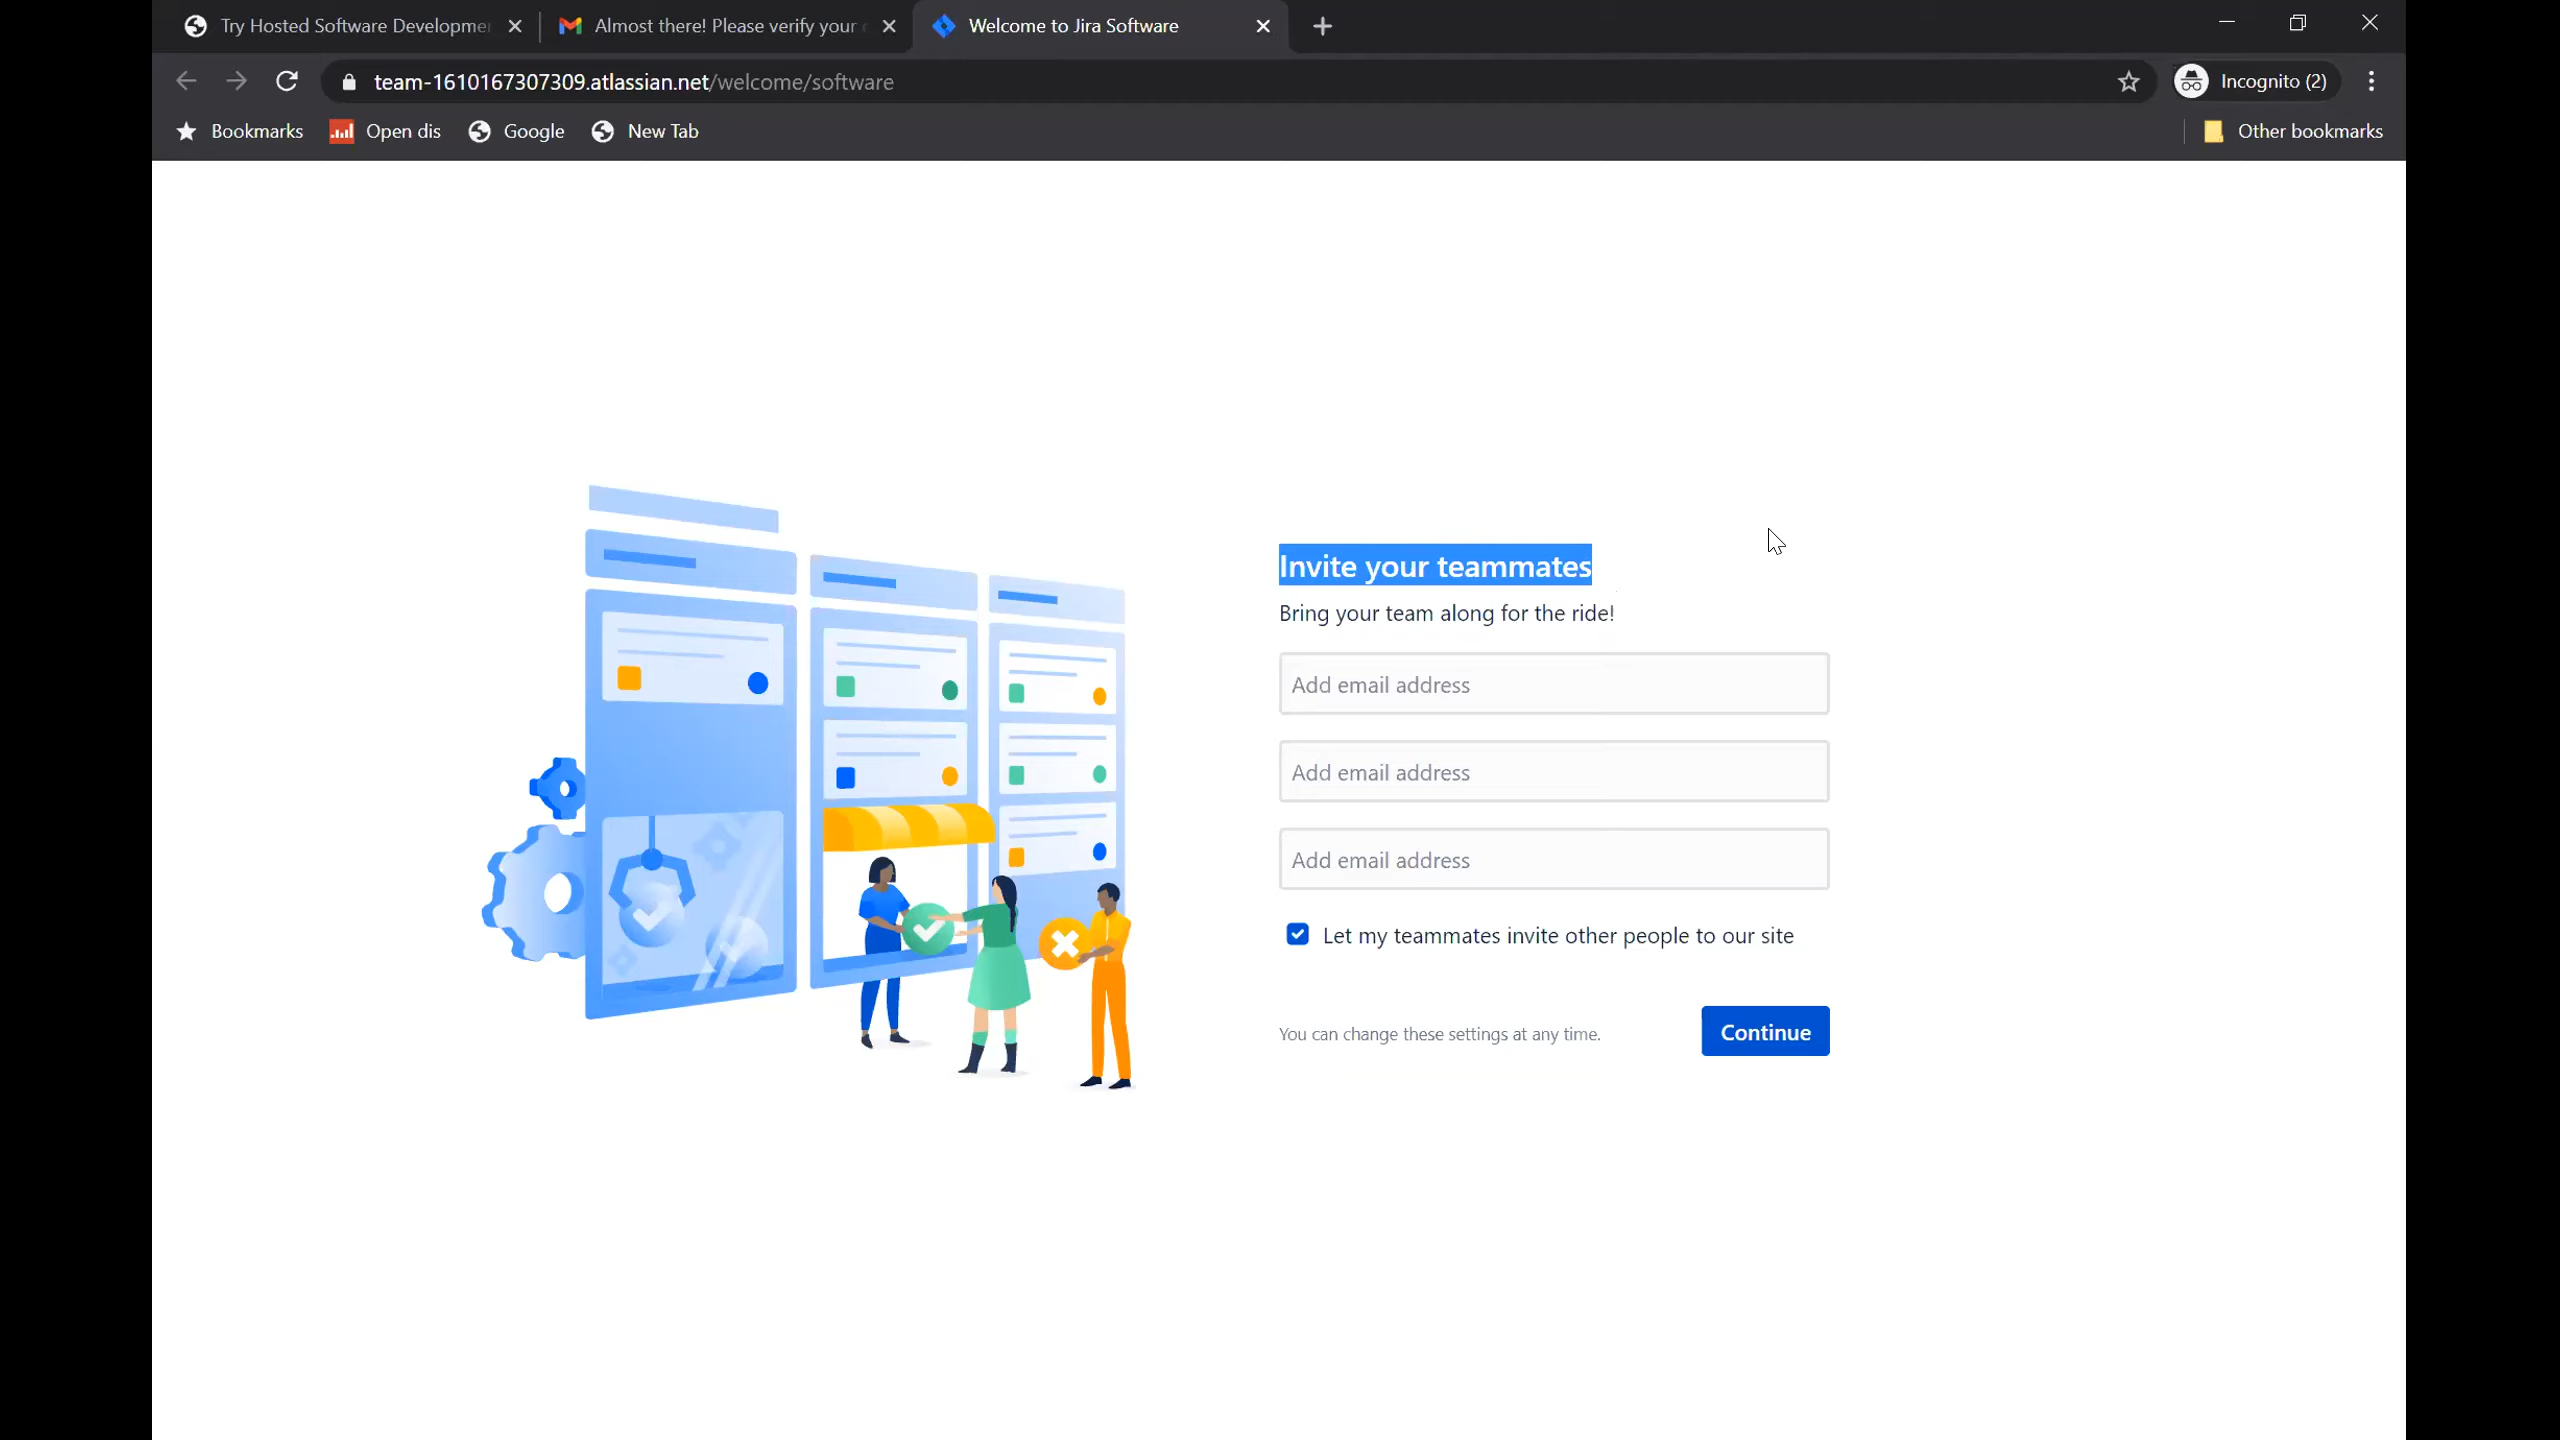 Try Hosted Software Developme
Almost there! Please verify your
Welcome to Jira Software
team-1610167307309.atlassian.net/welcome/software
Incognito (2)
Bookmarks
Open dis
Google
New Tab
Other bookmarks
Invite your teammates
Bring your team along for the ride!
Add email address
Add email address
Add email address
Let my teammates invite other people to our site
You can change these settings at any time.
Continue